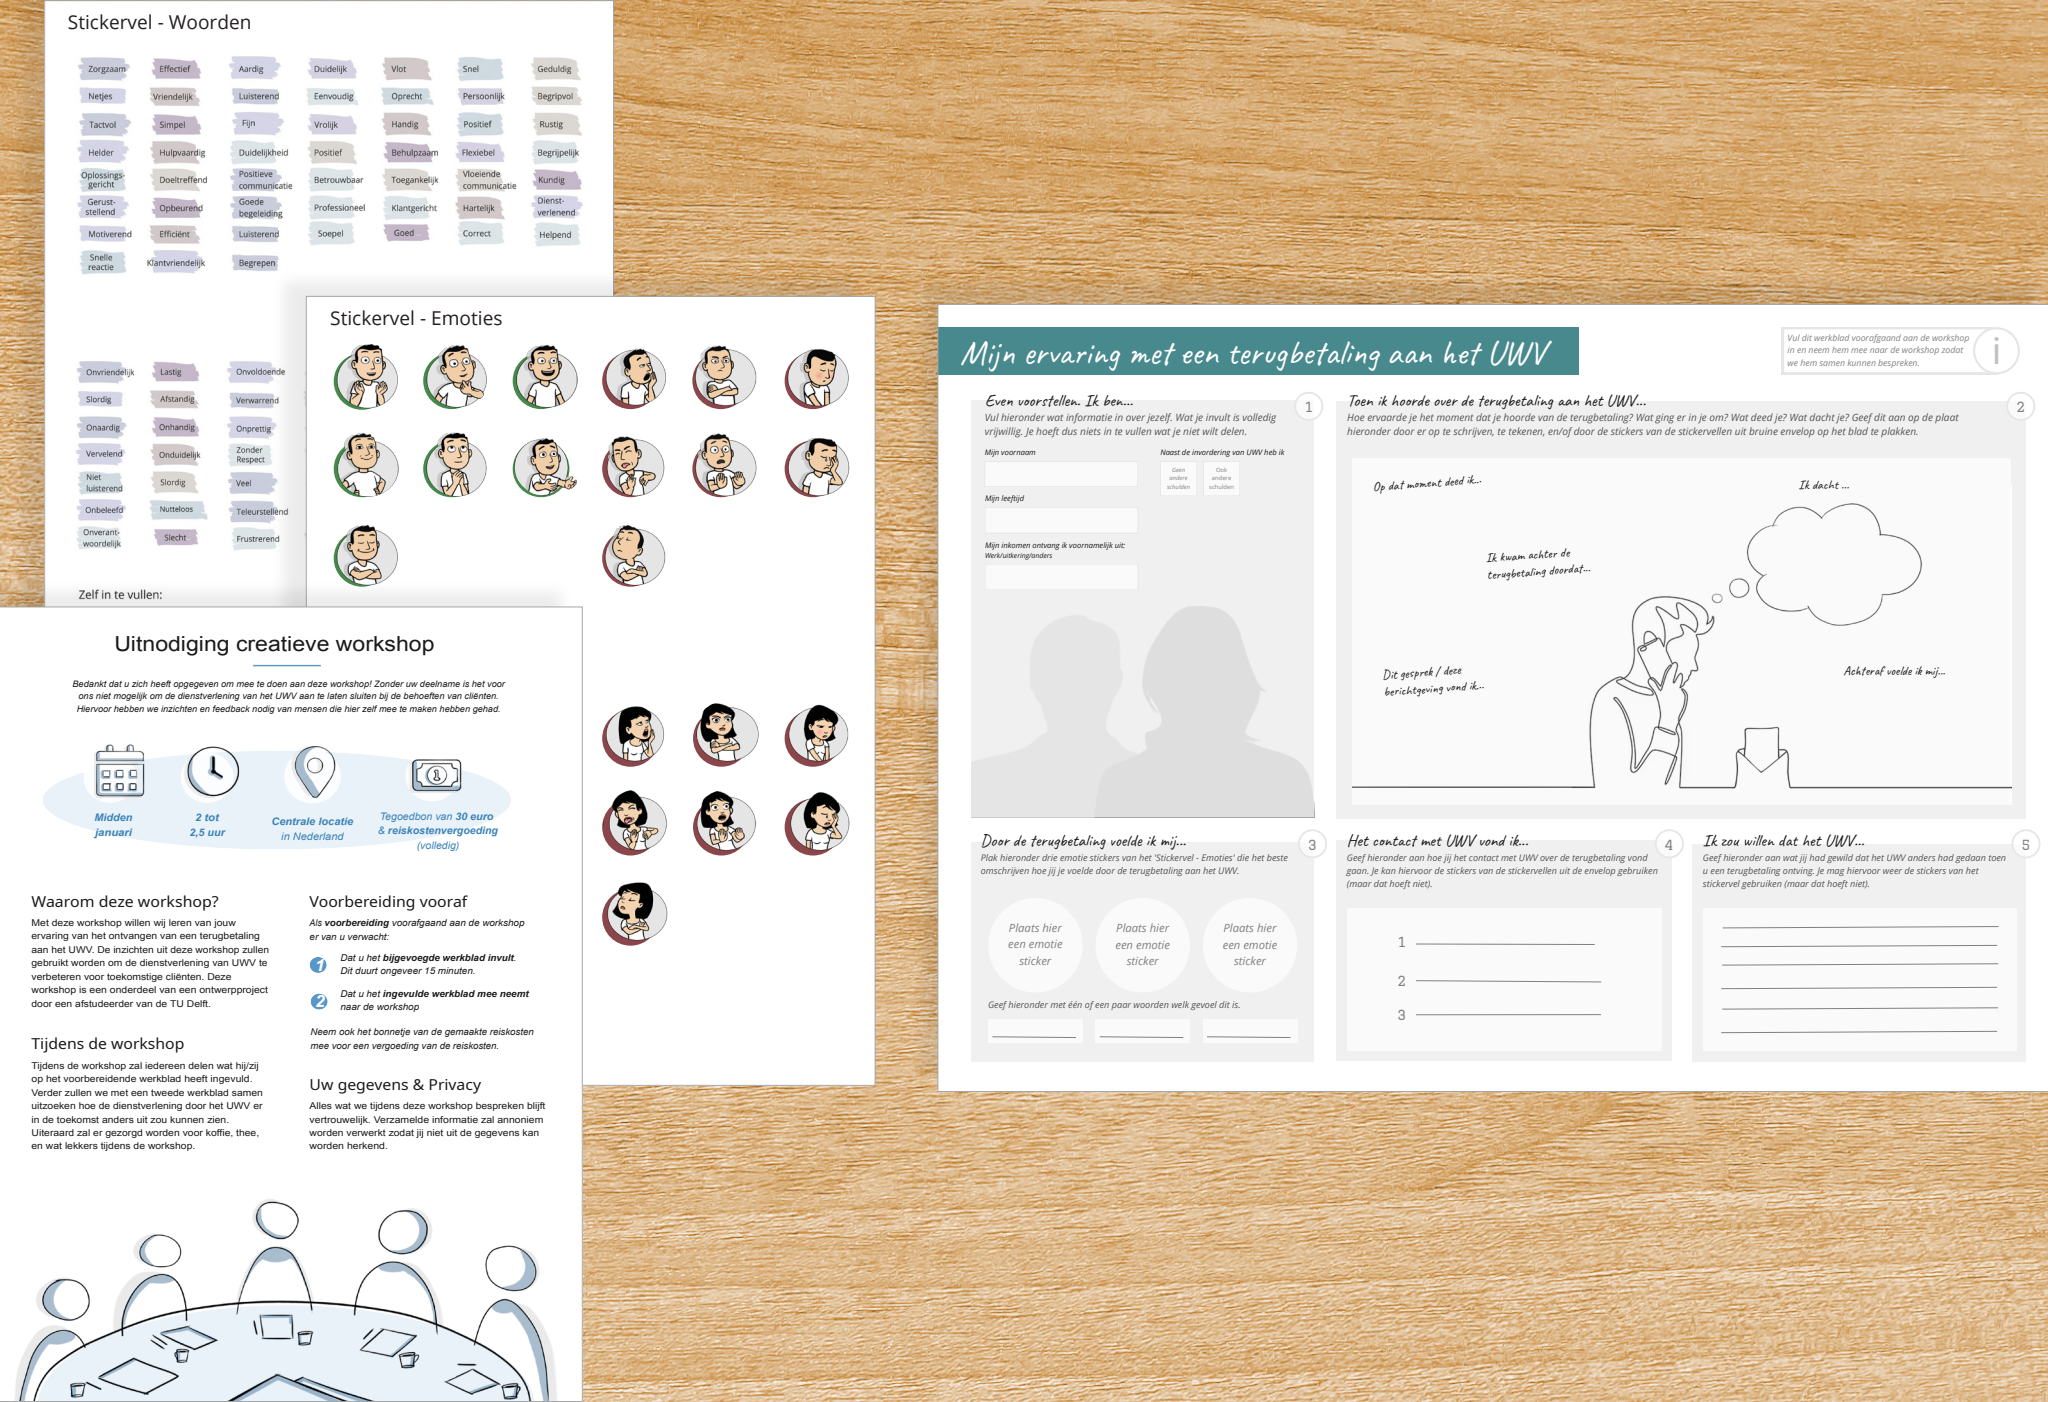 Stickervel - Woorden
Zorgzaam Effectief Aardig Duidelijk Vlot Snel Geduldig
Netjes Vriendelijk Luisterend Eenvoudig Oprecht Persoonlijk Begripvol
Tactvol Simpel Fijn Vrolijk Handig Positief Rustig
Helder Hulpvaardig Duidelijkheid Positief Behulpzaam Flexiebel Begrijpelijk
Oplossings-
gericht
Doeltreffend
Positieve
communicatie
Betrouwbaar
Toegankelijk
Vloeiende
communicatie
Kundig
Gerust-
stellend
Opbeurend
Goede
begeleiding
Professioneel
Klantgericht
Hartelijk
Dienst-
verlenend
Motiverend Efficiënt Luisterend Soepel Goed Correct Helpend
Snelle
reactie
Klantvriendelijk
Begrepen
Onvriendelijk Lastig Onvoldoende
Slordig Afstandig Verwarrend
Onaardig Onhandig Onprettig
Vervelend
Onduidelijk
Zonder
Respect
Niet
luisterend
Slordig
Veel
Onbeleefd Nutteloos Teleurstellend
Onverant-
woordelijk
Slecht
Frustrerend
Zelf in te vullen:
Stickervel - Emoties
Uitnodiging creatieve workshop
Bedankt dat u zich heeft opgegeven om mee te doen aan deze workshop! Zonder uw deelname is het voor
ons niet mogelijk om de dienstverlening van het UWV aan te laten sluiten bij de behoeften van cliënten.
Hiervoor hebben we inzichten en feedback nodig van mensen die hier zelf mee te maken hebben gehad.
1
Midden
januari
2 tot
2,5 uur
Centrale locatie
in Nederland
Tegoedbon van 30 euro
& reiskostenvergoeding
(volledig)
Waarom deze workshop?
Met deze workshop willen wij leren van jouw
ervaring van het ontvangen van een terugbetaling
aan het UWV. De inzichten uit deze workshop zullen
gebruikt worden om de dienstverlening van UWV te
verbeteren voor toekomstige cliënten. Deze
workshop is een onderdeel van een ontwerpproject
door een afstudeerder van de TU Delft.
Tijdens de workshop
Tijdens de workshop zal iedereen delen wat hij/zij
op het voorbereidende werkblad heeft ingevuld.
Verder zullen we met een tweede werkblad samen
uitzoeken hoe de dienstverlening door het UWV er
in de toekomst anders uit zou kunnen zien.
Uiteraard zal er gezorgd worden voor koffie, thee,
en wat lekkers tijdens de workshop.
Voorbereiding vooraf
Als voorbereiding voorafgaand aan de workshop
er van u verwacht:
1 Dat u het bijgevoegde werkblad invult.
Dit duurt ongeveer 15 minuten.
2 Dat u het ingevulde werkblad mee neemt
naar de workshop
Neem ook het bonnetje van de gemaakte reiskosten
mee voor een vergoeding van de reiskosten.
Uw gegevens & Privacy
Alles wat we tijdens deze workshop bespreken blijft
vertrouwelijk. Verzamelde informatie zal annoniem
worden verwerkt zodat jij niet uit de gegevens kan
worden herkend.
Mijn ervaring met een terugbetaling aan het UWV
Vul dit werkblad voorafgaand aan de workshop
in en neem hem mee naar de workshop zodat
we hem samen kunnen bespreken.
i
Even voorstellen. Ik ben...
1
Vul hieronder wat informatie in over jezelf. Wat je invult is volledig
vrijwillig. Je hoeft dus niets in te vullen wat je niet wilt delen.
Mijn voornaam
Mijn leeftijd
Mijn inkomen ontvang ik voornamelijk uit:
Werk/uitkering/anders
Naast de invordering van UWV heb ik
Geen
andere
schulden
Ook
andere
schulden
Toen ik hoorde over de terugbetaling aan het UWV...
2
Hoe ervaarde je het moment dat je hoorde van de terugbetaling? Wat ging er in je om? Wat deed je? Wat dacht je? Geef dit aan op de plaat
hieronder door er op te schrijven, te tekenen, en/of door de stickers van de stickervellen uit bruine envelop op het blad te plakken.
Op dat moment deed ik...
Ik dacht ...
Ik kwam achter de
terugbetaling doordat...
Dit gesprek / deze
berichtgeving vond ik...
Achteraf voelde ik mij...
Door de terugbetaling voelde ik mij...
3
Plak hieronder drie emotie stickers van het 'Stickervel - Emoties' die het beste
omschrijven hoe jij je voelde door de terugbetaling aan het UWV.
Plaats hier
een emotie
sticker
Plaats hier
een emotie
sticker
Plaats hier
een emotie
sticker
Geef hieronder met één of een paar woorden welk gevoel dit is.
Het contact met UWV vond ik...
4
Geef hieronder aan hoe jij het contact met UWV over de terugbetaling vond
gaan. Je kan hiervoor de stickers van de stickervellen uit de envelop gebruiken
(maar dat hoeft niet).
1
2
3
Ik zou willen dat het UWV...
5
Geef hieronder aan wat jij had gewild dat het UWV anders had gedaan toen
u een terugbetaling ontving. Je mag hiervoor weer de stickers van het
stickervel gebruiken (maar dat hoeft niet).